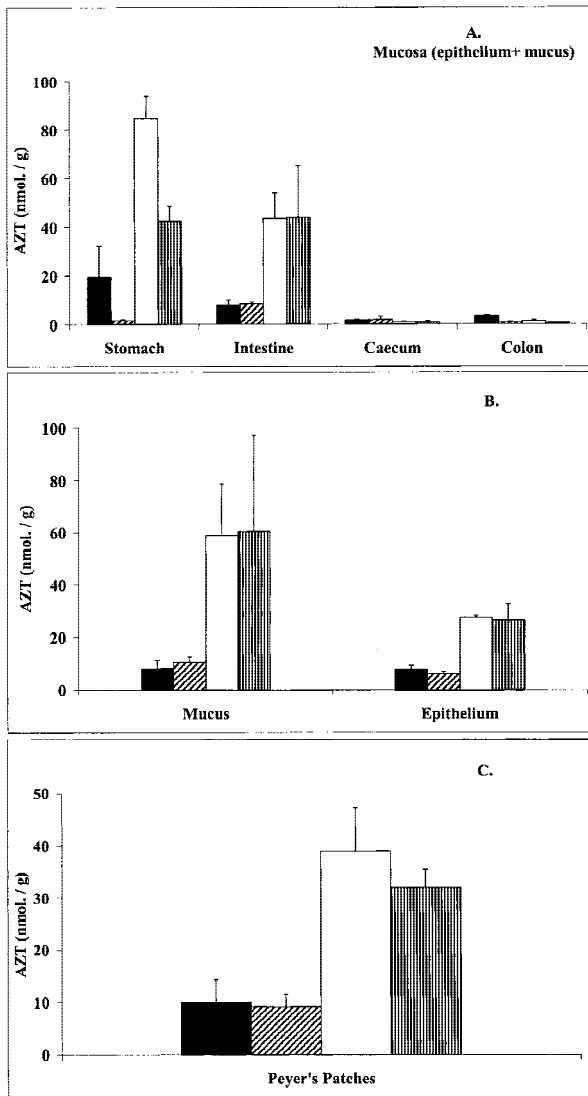 A.
Mucosa (epithelium+ mucus)
AZT (nmol. / g)
100
80
60
40
20
0
Stomach Intestine Caecum Colon
B.
AZT (nmol. / g)
100
80
60
40
20
0
Mucus Epithelium
C.
AZT (nmol. / g)
50
40
30
20
10
0
Peyer's Patches